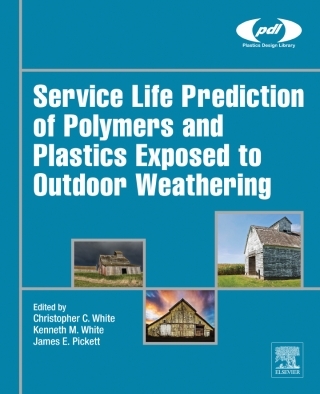 pdl
Plastics Design Library
Service Life Prediction
of Polymers and
Plastics Exposed to
Outdoor Weathering
Edited by
Christopher C. White
Kenneth M. White
James E. Pickett
ELSEVIER